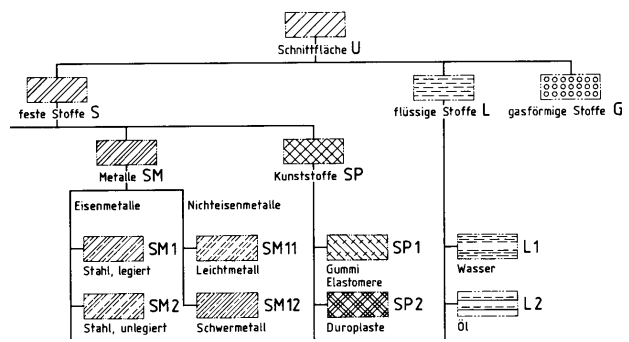 Schnittfläche U
feste Stoffe S
flüssige Stoffe L
gasförmige Stoffe G
Metalle SM
Kunststoffe SP
Eisenmetalle
Nichteisenmetalle
SM1
Stahl, legiert
SM11
Leichtmetall
SP1
Gummi
Elastomere
L1
Wasser
SM2
Stahl, unlegiert
SM12
Schwermetall
SP2
Duroplaste
L2
Öl